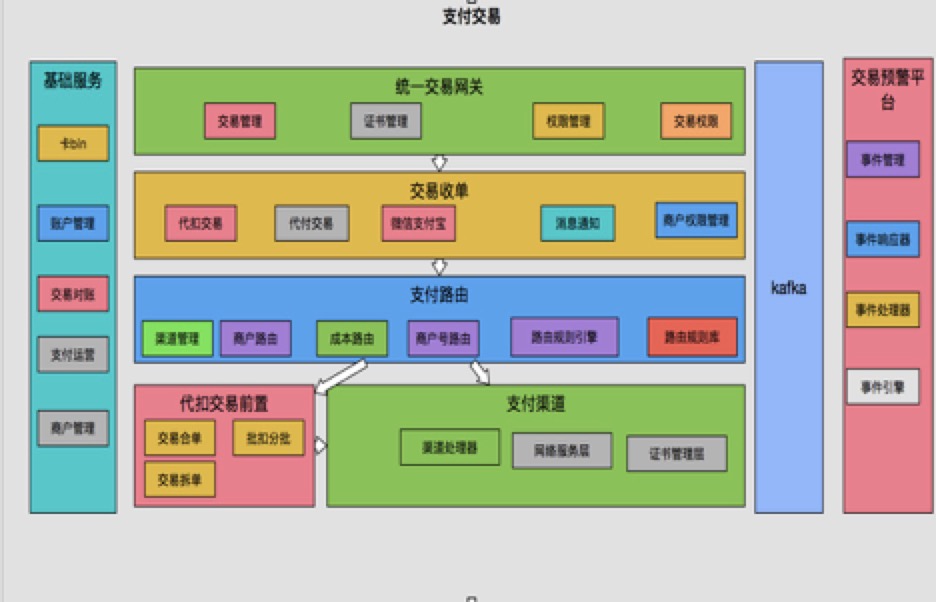 支付交易
基础服务
卡bin
账户管理
交易对账
支付运营
商户管理
统一交易网关
交易管理
证书管理
权限管理
交易权限
交易收单
代扣交易
代付交易
微信支付宝
消息通知
商户权限管理
支付路由
渠道管理
商户路由
成本路由
商户号路由
路由规则引擎
路由规则库
代扣交易前置
交易合单
批扣分批
交易拆单
支付渠道
渠道处理器
网络服务层
证书管理层
kafka
交易预警平
台
事件管理
事件响应器
事件处理器
事件引擎